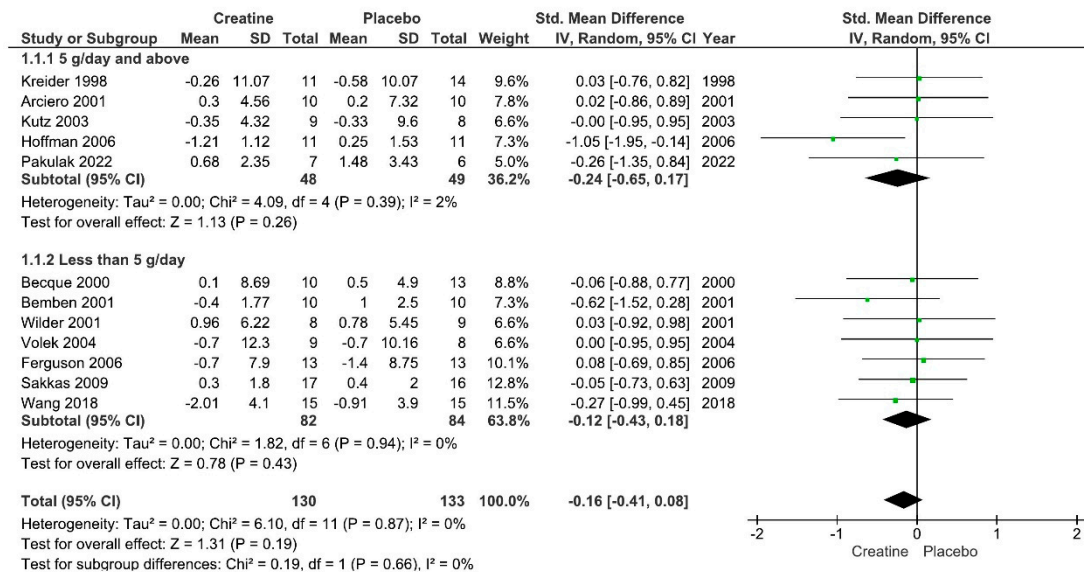 Creatine Placebo Std. Mean Difference Std. Mean Difference
Study or Subgroup Mean SD Total Mean SD Total Weight IV, Random, 95% CI Year IV, Random, 95% CI
1.1.1 5 g/day and above
Kreider 1998 -0.26 11.07 11 -0.58 10.07 14 9.6% 0.03 [-0.76, 0.82] 1998
Arciero 2001 0.3 4.56 10 0.2 7.32 10 7.8% 0.02 [-0.86, 0.89] 2001
Kutz 2003 -0.35 4.32 9 -0.33 9.6 8 6.6% -0.00 [-0.95, 0.95] 2003
Hoffman 2006 -1.21 1.12 11 0.25 1.53 11 7.3% -1.05 [-1.95, -0.14] 2006
Pakulak 2022 0.68 2.35 7 1.48 3.43 6 5.0% -0.26 [-1.35, 0.84] 2022
Subtotal (95% CI) 48 49 36.2% -0.24 [-0.65, 0.17]
Heterogeneity: Tau² = 0.00; Chi² = 4.09, df = 4 (P = 0.39); I² = 2%
Test for overall effect: Z = 1.13 (P = 0.26)
1.1.2 Less than 5 g/day
Becque 2000 0.1 8.69 10 0.5 4.9 13 8.8% -0.06 [-0.88, 0.77] 2000
Bemben 2001 -0.4 1.77 10 1 2.5 10 7.3% -0.62 [-1.52, 0.28] 2001
Wilder 2001 0.96 6.22 8 0.78 5.45 9 6.6% 0.03 [-0.92, 0.98] 2001
Volek 2004 -0.7 12.3 9 -0.7 10.16 8 6.6% 0.00 [-0.95, 0.95] 2004
Ferguson 2006 -0.7 7.9 13 -1.4 8.75 13 10.1% 0.08 [-0.69, 0.85] 2006
Sakkas 2009 0.3 1.8 17 0.4 2 16 12.8% -0.05 [-0.73, 0.63] 2009
Wang 2018 -2.01 4.1 15 -0.91 3.9 15 11.5% -0.27 [-0.99, 0.45] 2018
Subtotal (95% CI) 82 84 63.8% -0.12 [-0.43, 0.18]
Heterogeneity: Tau² = 0.00; Chi² = 1.82, df = 6 (P = 0.94); I² = 0%
Test for overall effect: Z = 0.78 (P = 0.43)
Total (95% CI) 130 133 100.0% -0.16 [-0.41, 0.08]
Heterogeneity: Tau² = 0.00; Chi² = 6.10, df = 11 (P = 0.87); I² = 0%
Test for overall effect: Z = 1.31 (P = 0.19)
Test for subgroup differences: Chi² = 0.19, df = 1 (P = 0.66), I² = 0%
-2 -1 0 1 2
Creatine Placebo